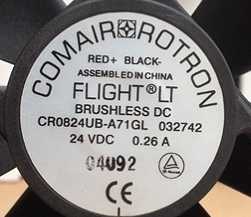 COMAIR ROTRON
RED+ BLACK-
ASSEMBLED IN CHINA
FLIGHT® LT
BRUSHLESS DC
CR0824UB-A71GL 032742
24 VDC 0.26 A
04092
CE